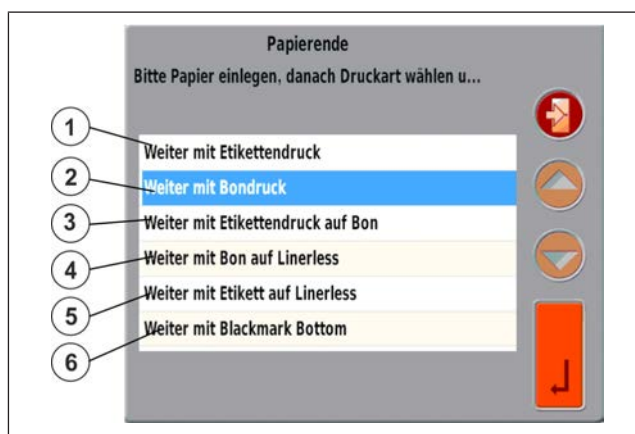 Papierende
Bitte Papier einlegen, danach Druckart wählen u...
1 Weiter mit Etikettendruck
2 Weiter mit Bondruck
3 Weiter mit Etikettendruck auf Bon
4 Weiter mit Bon auf Linerless
5 Weiter mit Etikett auf Linerless
6 Weiter mit Blackmark Bottom